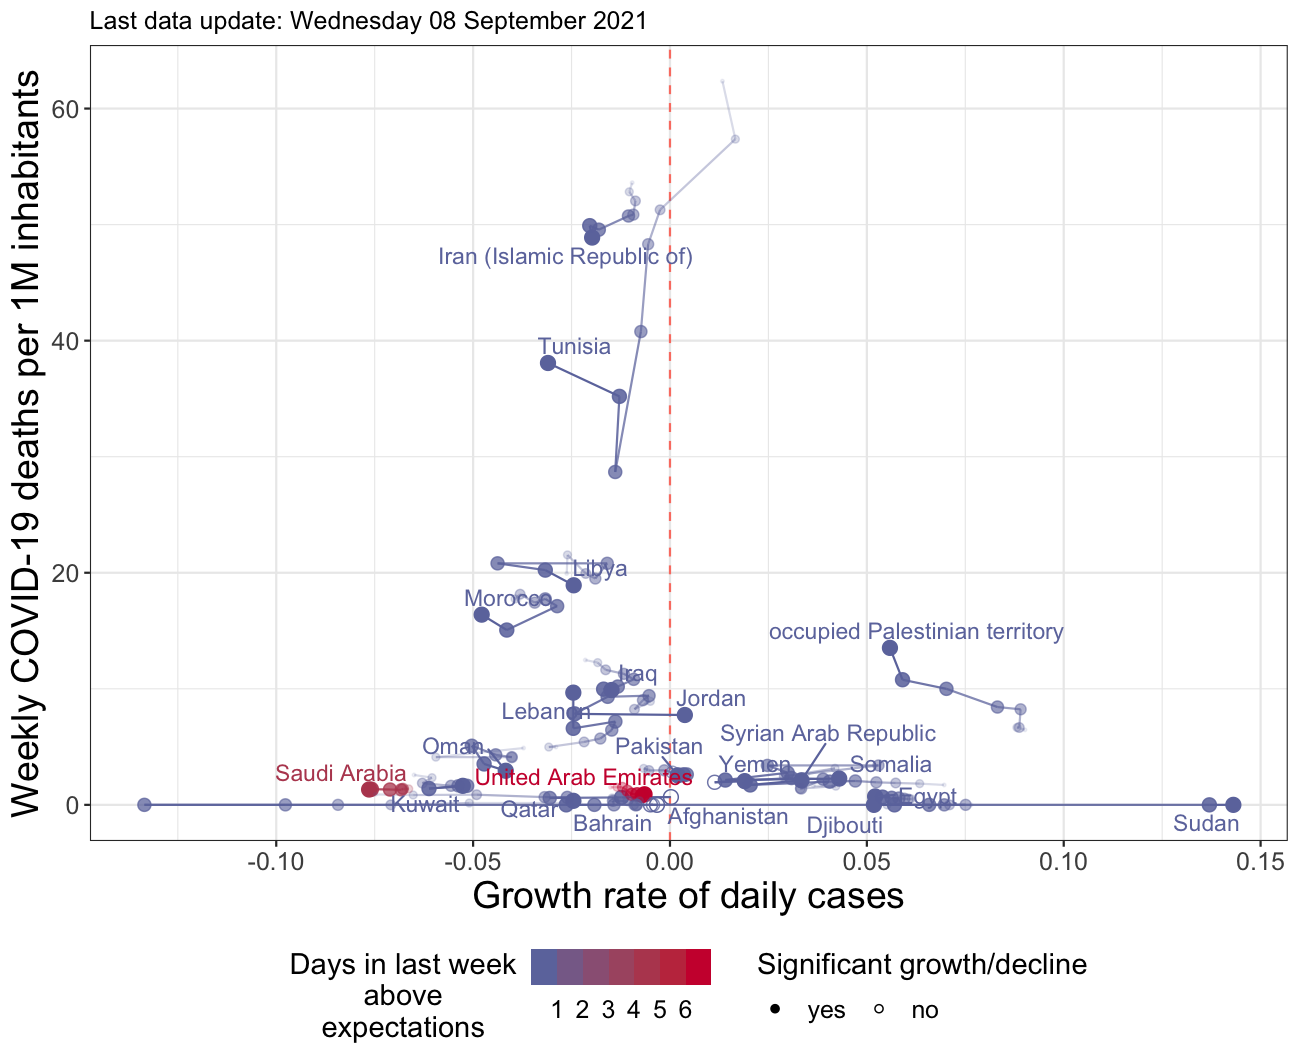 Last data update: Wednesday 08 September 2021
Weekly COVID-19 deaths per 1M inhabitants
60
40
20
0
Iran (Islamic Republic of)
Tunisia
Libya
Morocco
occupied Palestinian territory
Iraq
Jordan
Lebanon
Syrian Arab Republic
Oman
Pakistan
Yemen
Somalia
Saudi Arabia
United Arab Emirates
Egypt
Kuwait
Qatar
Afghanistan
Bahrain
Djibouti
Sudan
-0.10
-0.05
0.00
0.05
0.10
0.15
Growth rate of daily cases
Days in last week
above
expectations
1 2 3 4 5 6
Significant growth/decline
yes
no